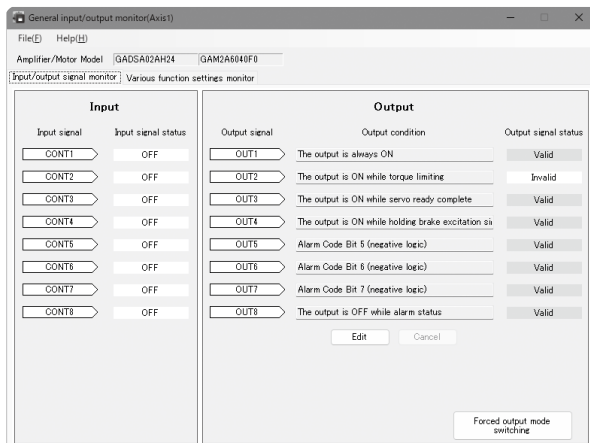 General input/output monitor(Axis1)
File(F) Help(H)
Amplifier/Motor Model GADSA02AH24 GAM2A6040F0
Input/output signal monitor Various function settings monitor
Input
Input signal Input signal status
CONT1 OFF
CONT2 OFF
CONT3 OFF
CONT4 OFF
CONT5 OFF
CONT6 OFF
CONT7 OFF
CONT8 OFF
Output
Output signal Output condition Output signal status
OUT1 The output is always ON Valid
OUT2 The output is ON while torque limiting Invalid
OUT3 The output is ON while servo ready complete Valid
OUT4 The output is ON while holding brake excitation si Valid
OUT5 Alarm Code Bit 5 (negative logic) Valid
OUT6 Alarm Code Bit 6 (negative logic) Valid
OUT7 Alarm Code Bit 7 (negative logic) Valid
OUT8 The output is OFF while alarm status Valid
Edit Cancel
Forced output mode
switching